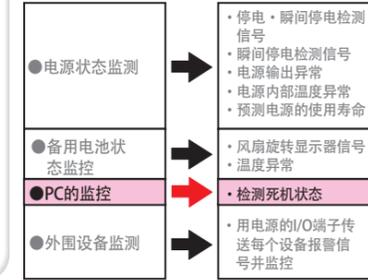 ●电源状态监测
・停电・瞬间停电检测
信号
・瞬间停电检测信号
・电源输出异常
・电源内部温度异常
・预测电源的使用寿命
●备用电池状
态监控
・风扇旋转显示器信号
・温度异常
●PC的监控
・检测死机状态
●外围设备监测
・用电源的I/O端子传
送每个设备报警信
号并监控